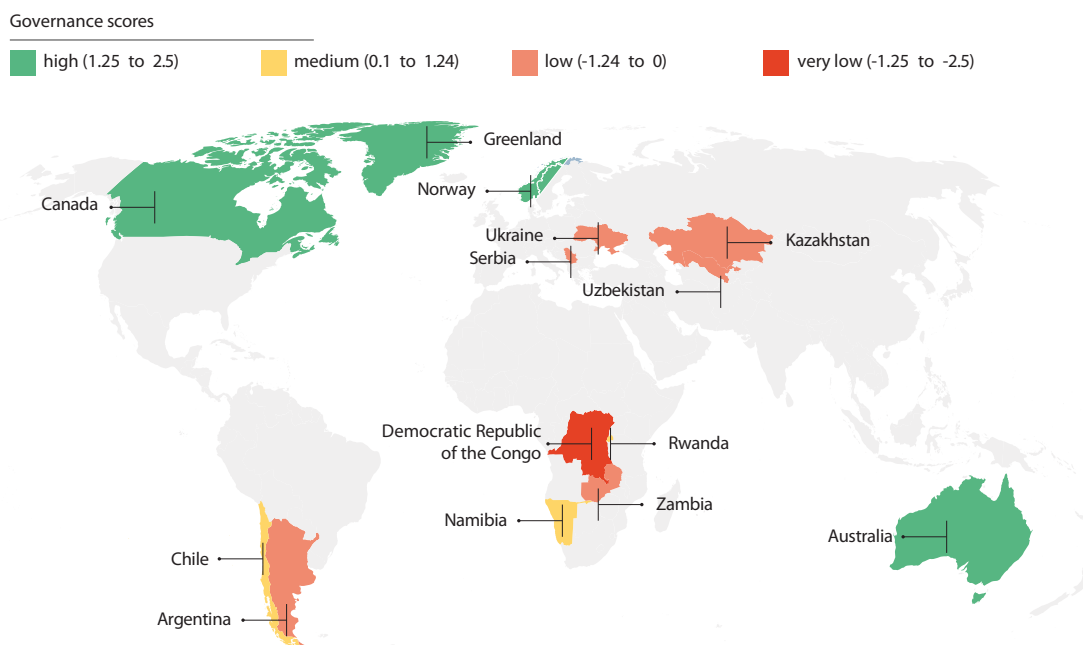 Governance scores
high (1.25 to 2.5)
medium (0.1 to 1.24)
low (-1.24 to 0)
very low (-1.25 to -2.5)
Greenland
Norway
Canada
Ukraine
Kazakhstan
Serbia
Uzbekistan
Democratic Republic
of the Congo
Rwanda
Zambia
Namibia
Australia
Chile
Argentina